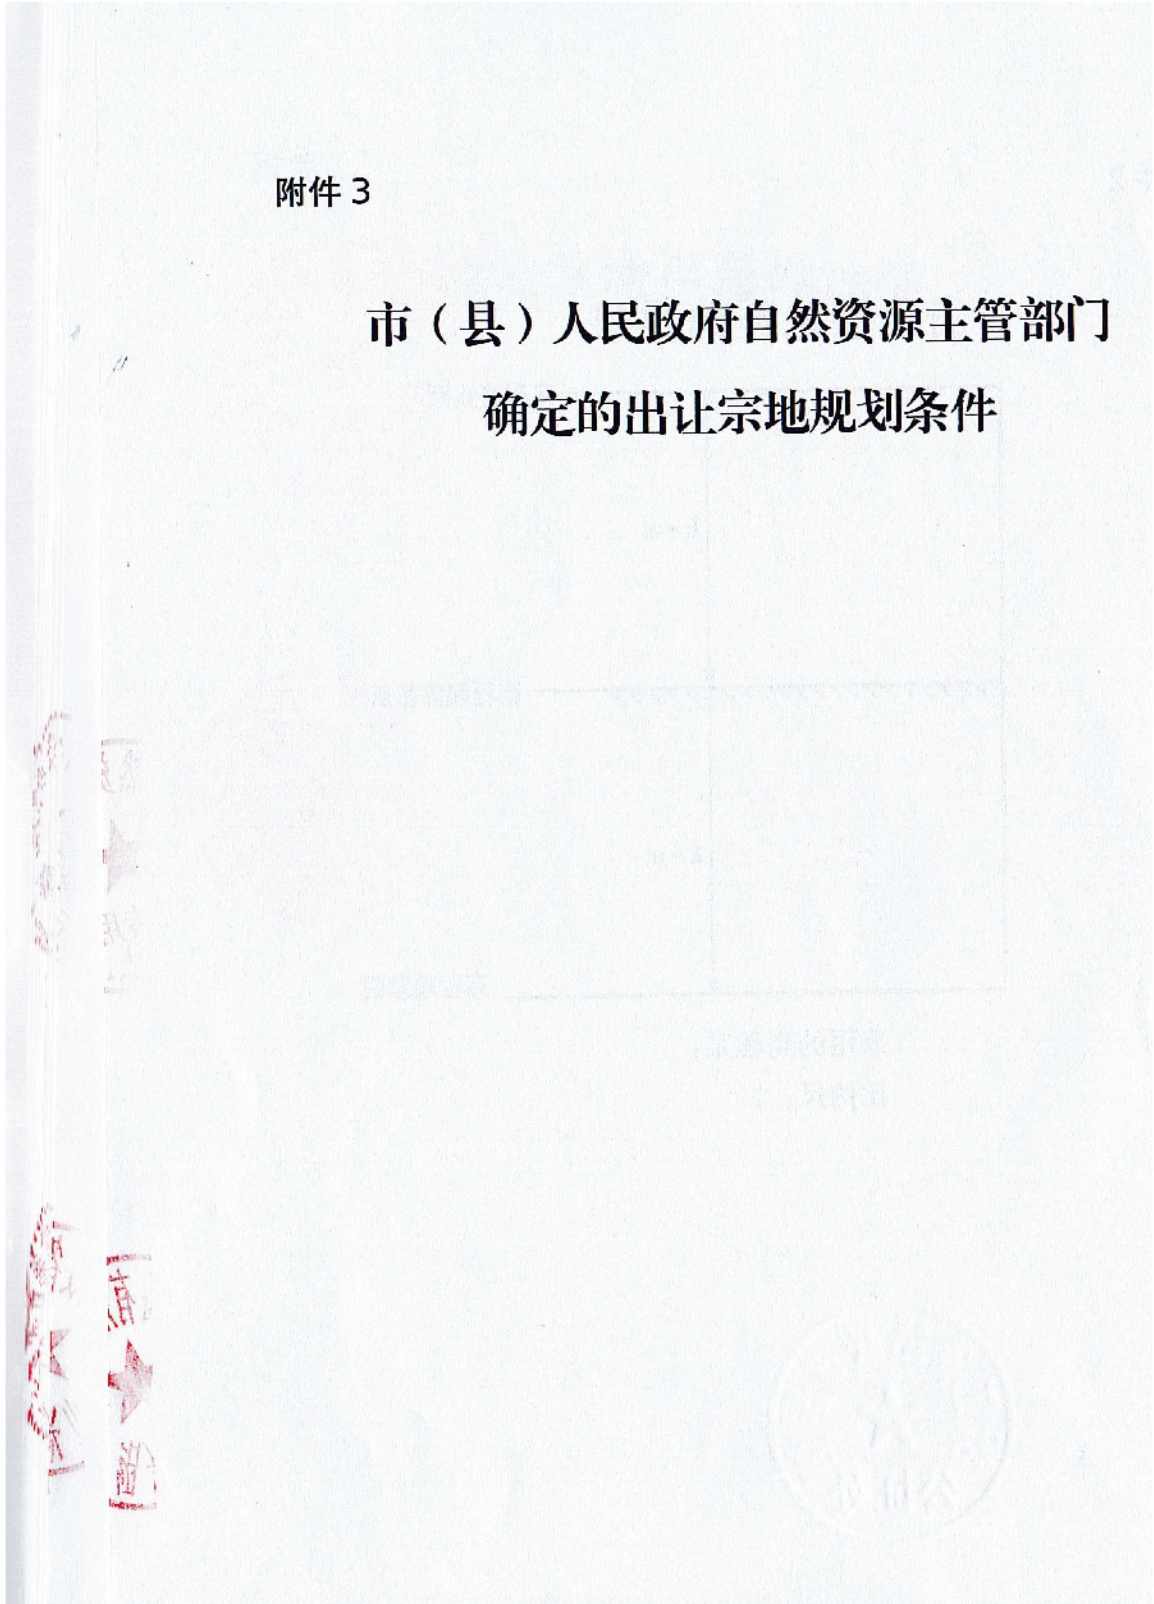 附件 3
市（县）人民政府自然资源主管部门
确定的出让宗地规划条件